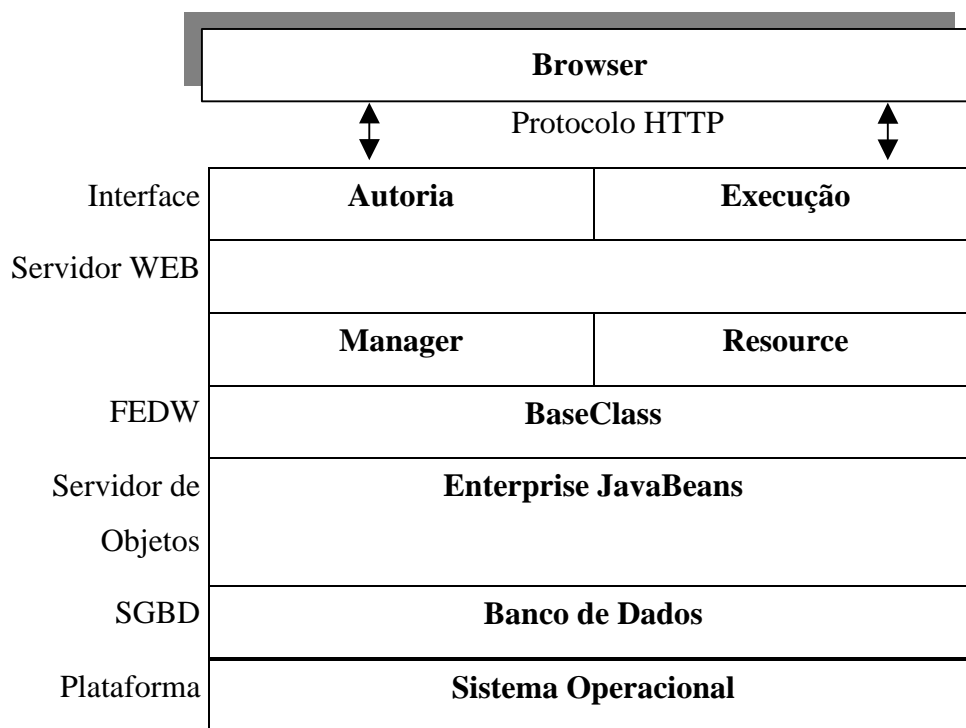 Browser
Protocolo HTTP
Interface
Autoria
Execução
Servidor WEB
Manager
Resource
FEDW
BaseClass
Servidor de
Enterprise JavaBeans
Objetos
SGBD
Banco de Dados
Plataforma
Sistema Operacional